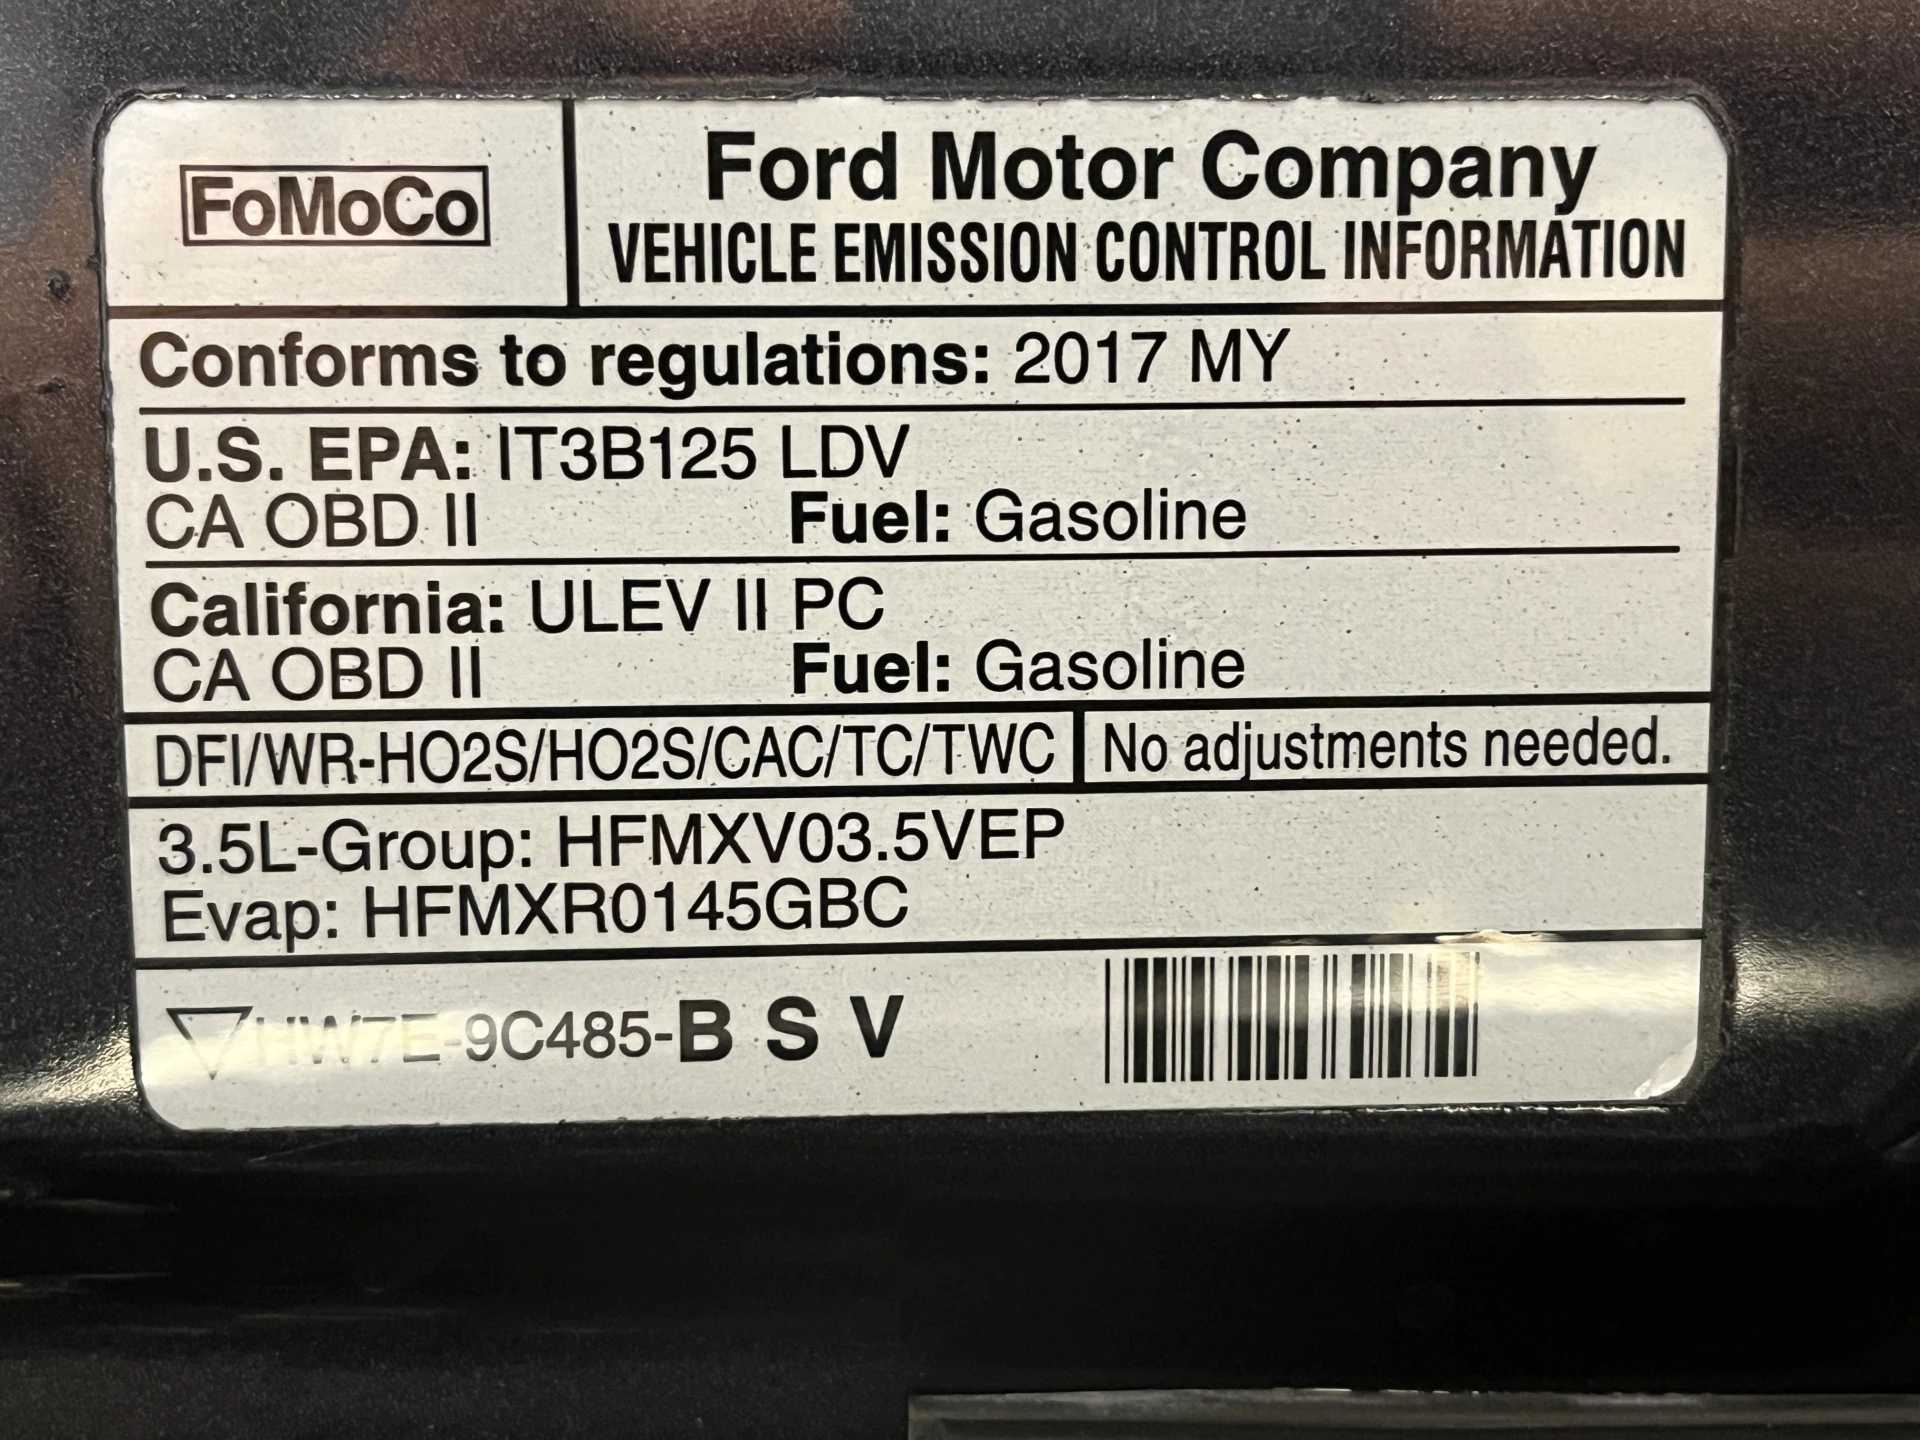 FoMoCo
Ford Motor Company
VEHICLE EMISSION CONTROL INFORMATION
Conforms to regulations: 2017 MY
U.S. EPA: IT3B125 LDV
CA OBD II Fuel: Gasoline
California: ULEV II PC
CA OBD II Fuel: Gasoline
DFI/WR-HO2S/HO2S/CAC/TC/TWC No adjustments needed.
3.5L-Group: HFMXV03.5VEP
Evap: HFMXR0145GBC
HW7E-9C485-B S V